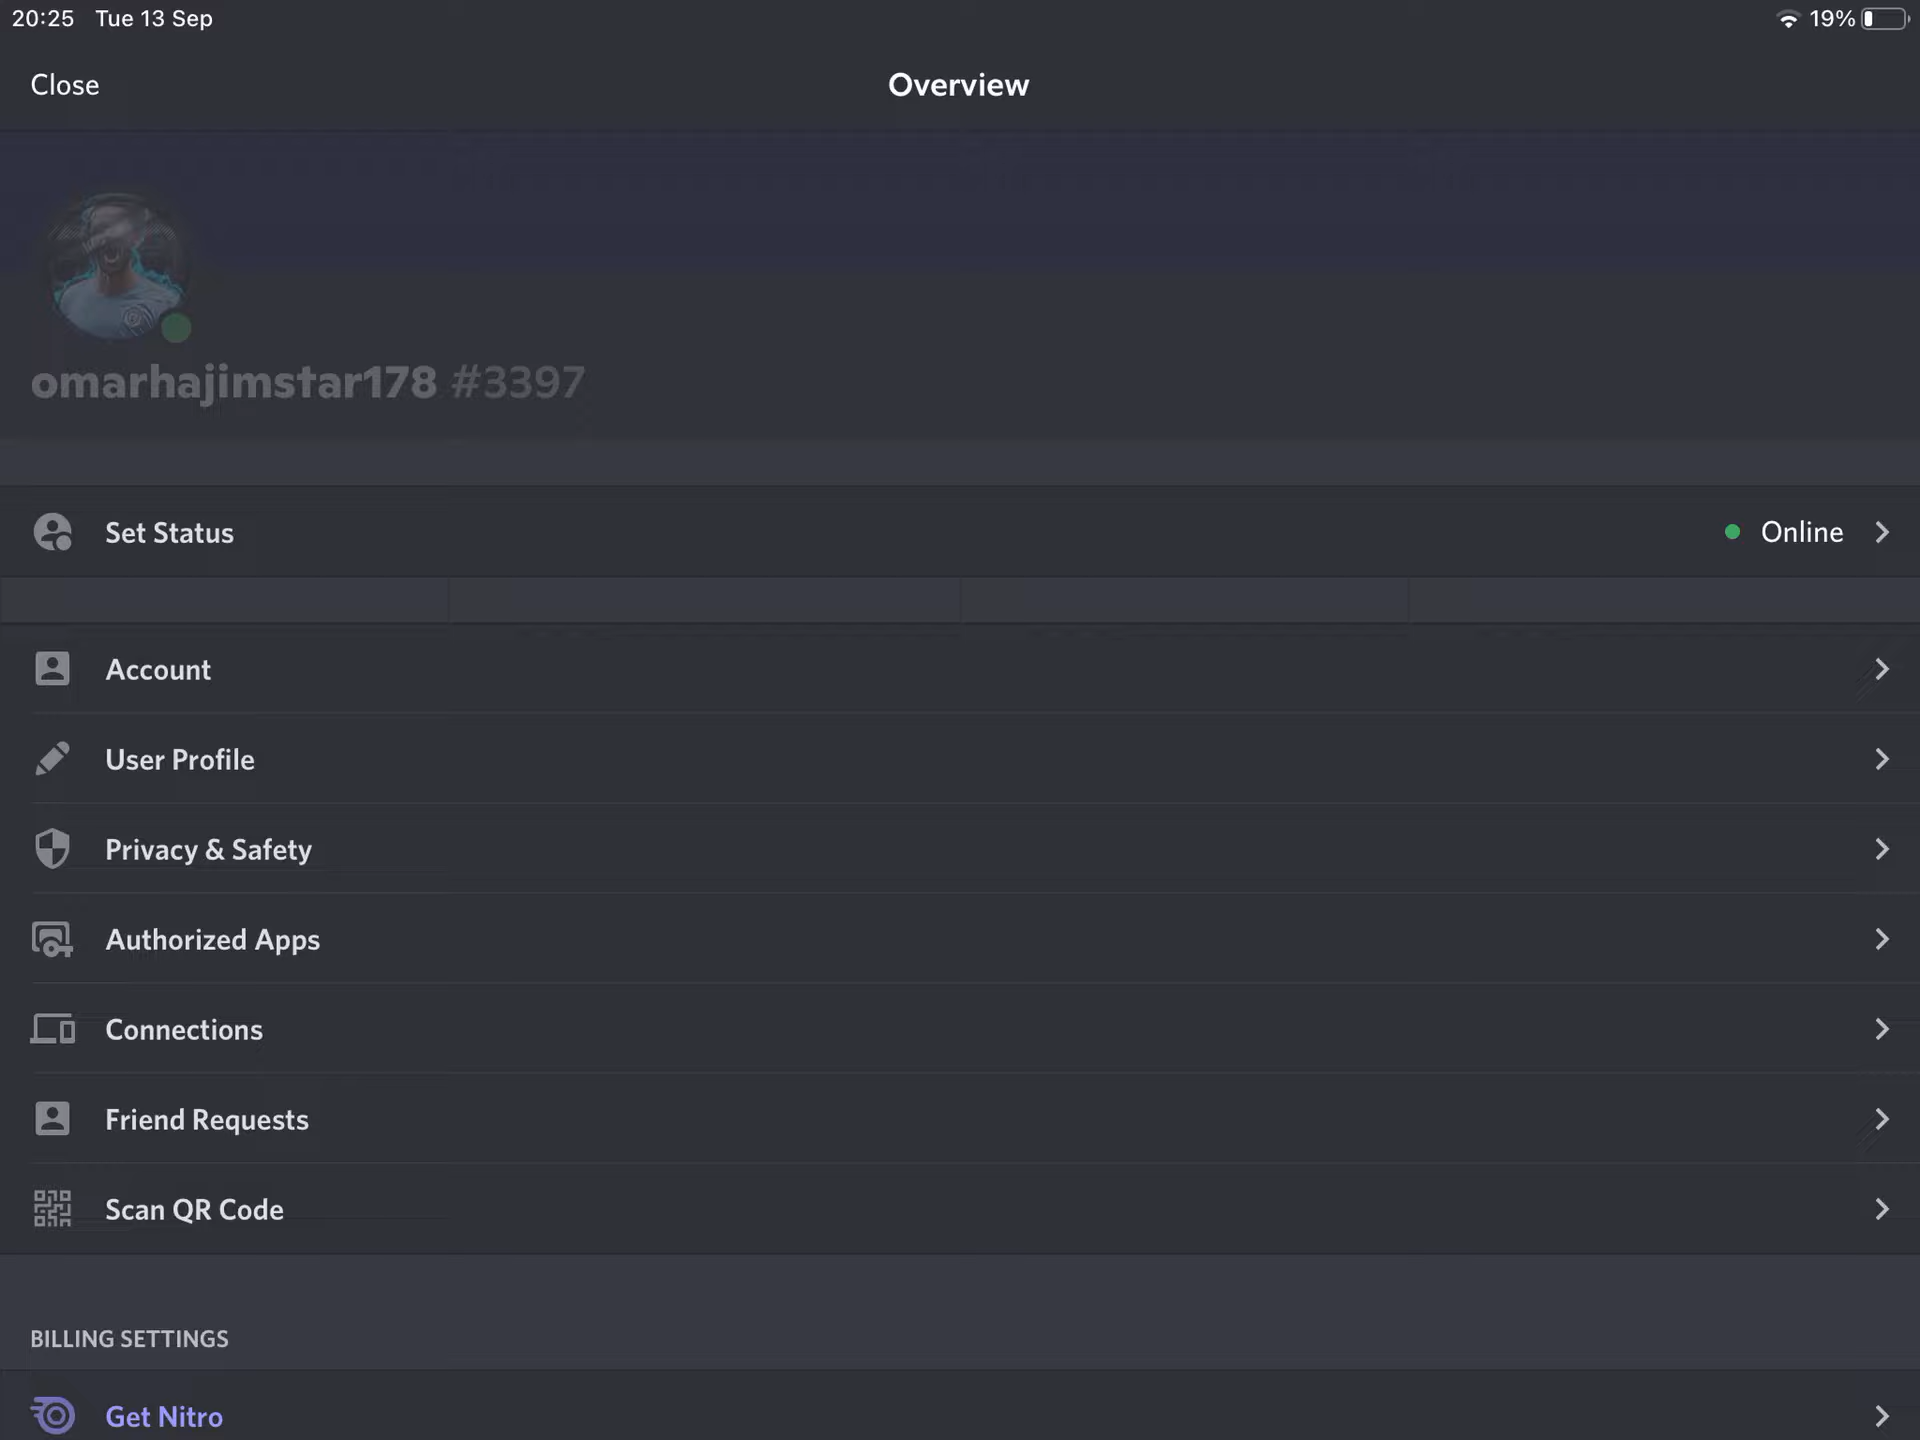 20:25 Tue 13 Sep 19%
Close Overview
omarhajimstar178 #3397
Set Status Online
Account
User Profile
Privacy & Safety
Authorized Apps
Connections
Friend Requests
Scan QR Code
BILLING SETTINGS
Get Nitro